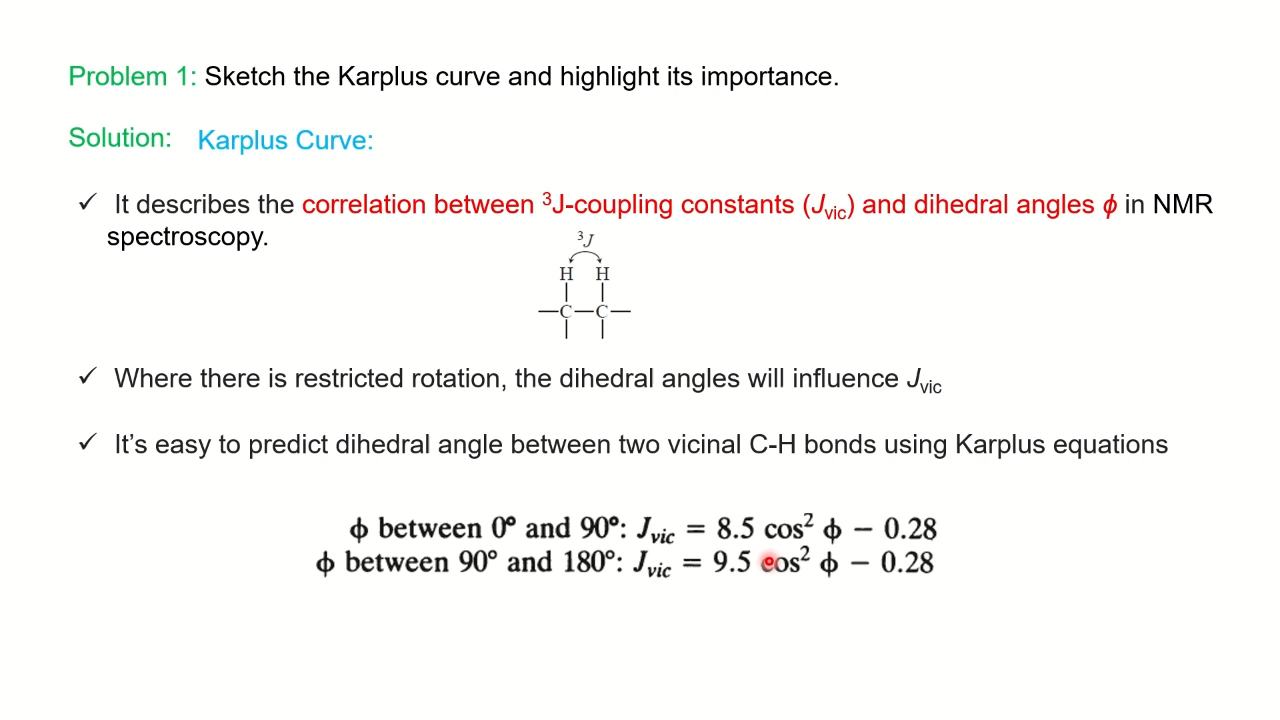 Problem 1: Sketch the Karplus curve and highlight its importance.
Solution: Karplus Curve:
✓ It describes the correlation between ³J-coupling constants (Jvic) and dihedral angles ϕ in NMR
spectroscopy.
³J
H H
C C
✓ Where there is restricted rotation, the dihedral angles will influence Jvic
✓ It's easy to predict dihedral angle between two vicinal C-H bonds using Karplus equations
ϕ between 0° and 90°: Jvic = 8.5 cos² ϕ − 0.28
ϕ between 90° and 180°: Jvic = 9.5 cos² ϕ − 0.28